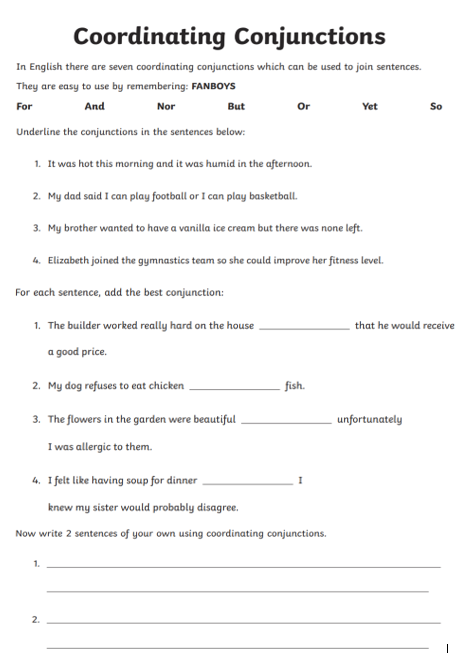 Coordinating Conjunctions
In English there are seven coordinating conjunctions which can be used to join sentences.
They are easy to use by remembering: FANBOYS
For And Nor But Or Yet So
Underline the conjunctions in the sentences below:
1. It was hot this morning and it was humid in the afternoon.
2. My dad said I can play football or I can play basketball.
3. My brother wanted to have a vanilla ice cream but there was none left.
4. Elizabeth joined the gymnastics team so she could improve her fitness level.
For each sentence, add the best conjunction:
1. The builder worked really hard on the house _______________ that he would receive
a good price.
2. My dog refuses to eat chicken _______________ fish.
3. The flowers in the garden were beautiful _______________ unfortunately
I was allergic to them.
4. I felt like having soup for dinner _______________ I
knew my sister would probably disagree.
Now write 2 sentences of your own using coordinating conjunctions.
1.
2.